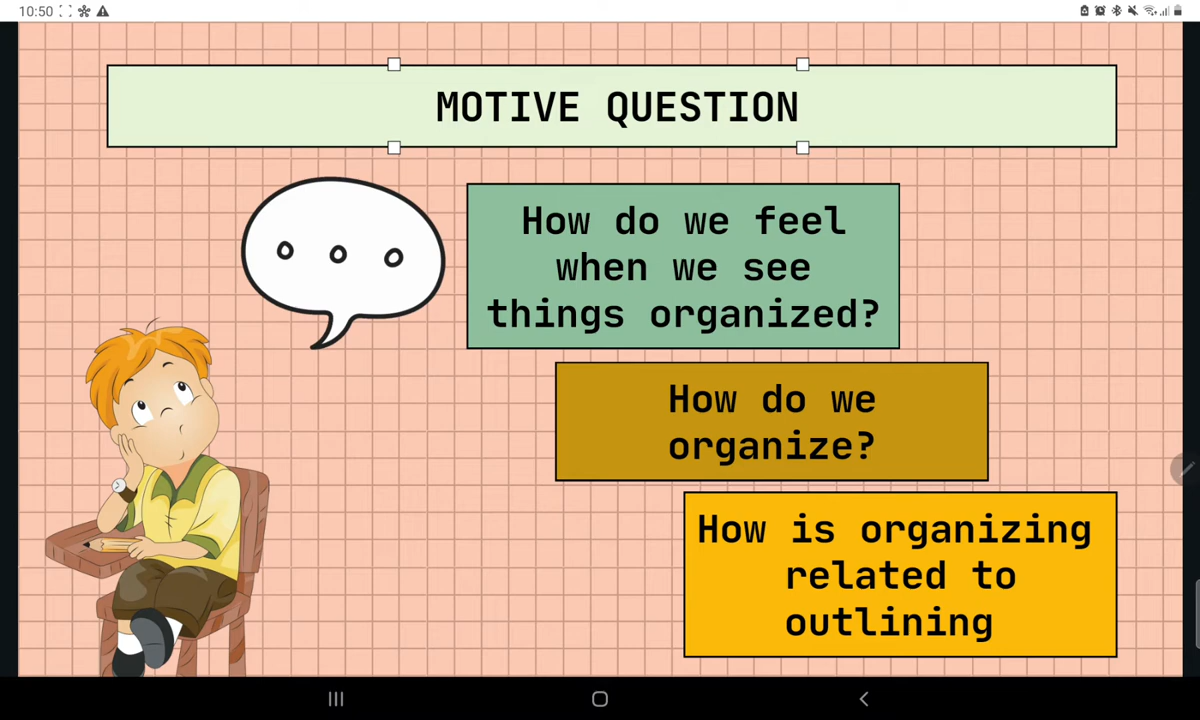 10:50
MOTIVE QUESTION
How do we feel
when we see
things organized?
How do we
organize?
How is organizing
related to
outlining